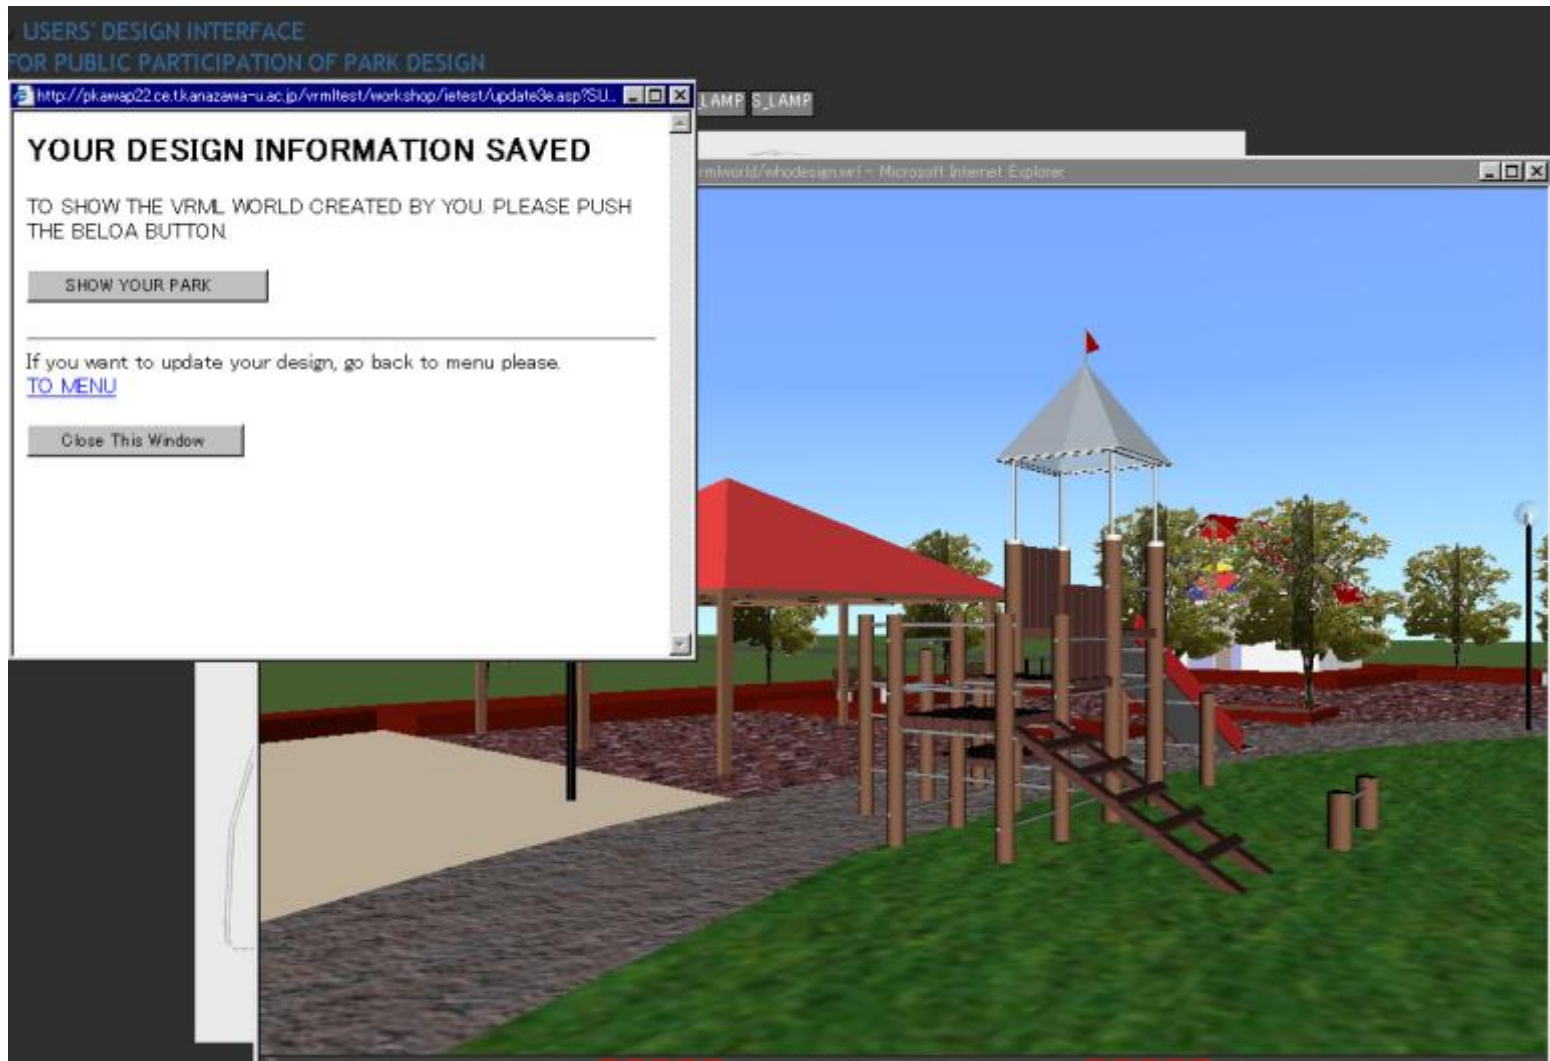 USERS' DESIGN INTERFACE
FOR PUBLIC PARTICIPATION OF PARK DESIGN
http://pkawap22.ce.t.kanazawa-u.ac.jp/vrmltest/workshop/ietest/update3e.asp?SU...
LAMP S_LAMP
YOUR DESIGN INFORMATION SAVED
rmlworld/whodesign.wrl - Microsoft Internet Explorer
TO SHOW THE VRML WORLD CREATED BY YOU. PLEASE PUSH
THE BELOA BUTTON.
SHOW YOUR PARK
If you want to update your design, go back to menu please.
TO MENU
Close This Window